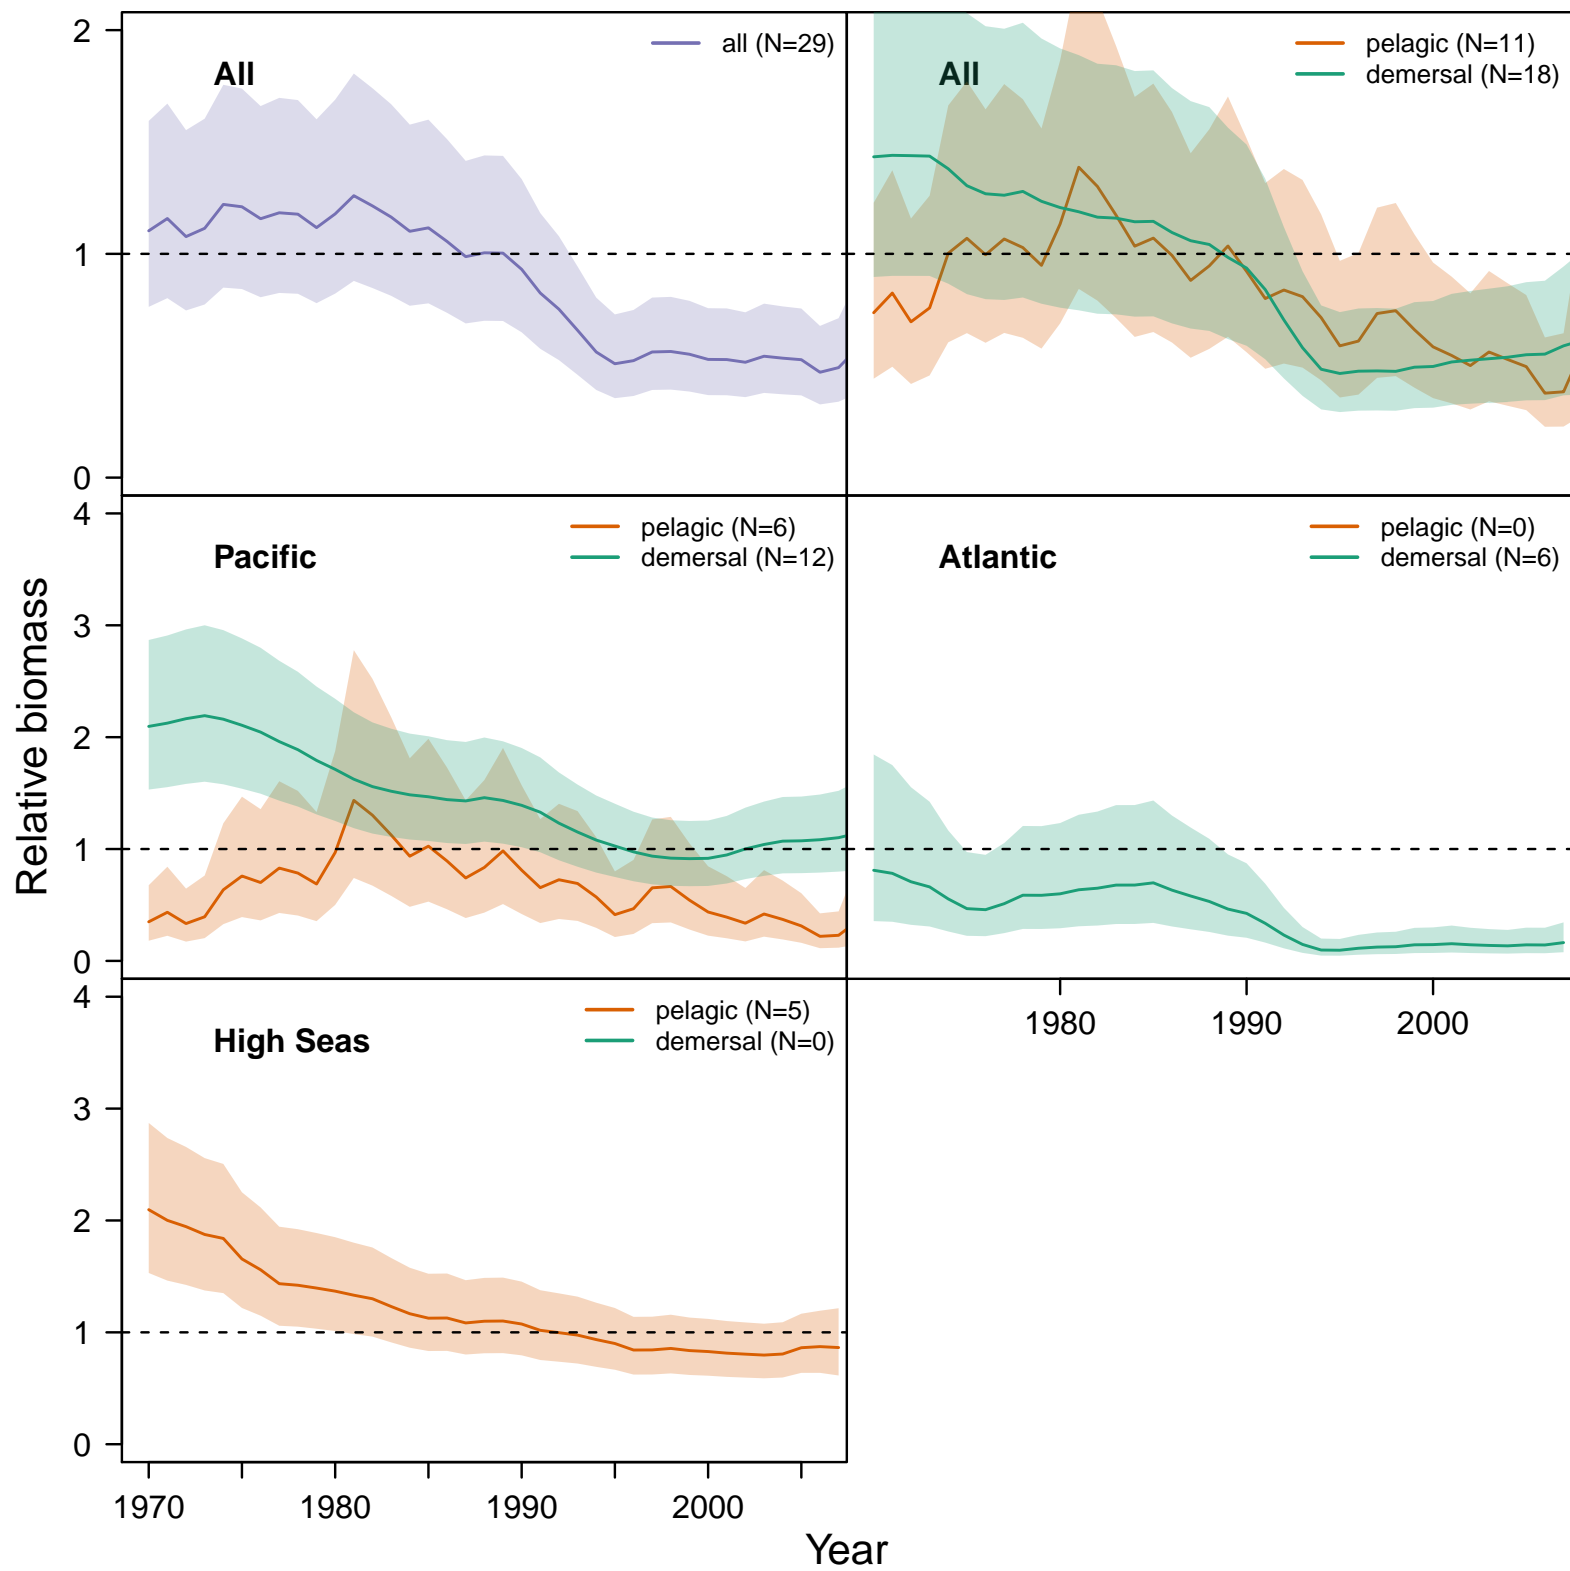 2
1
0
All
all (N=29)
All
pelagic (N=11)
demersal (N=18)
4
3
2
1
0
Pacific
pelagic (N=6)
demersal (N=12)
Atlantic
pelagic (N=0)
demersal (N=6)
1980 1990 2000
Relative biomass
4
3
2
1
0
High Seas
pelagic (N=5)
demersal (N=0)
1970 1980 1990 2000
Year